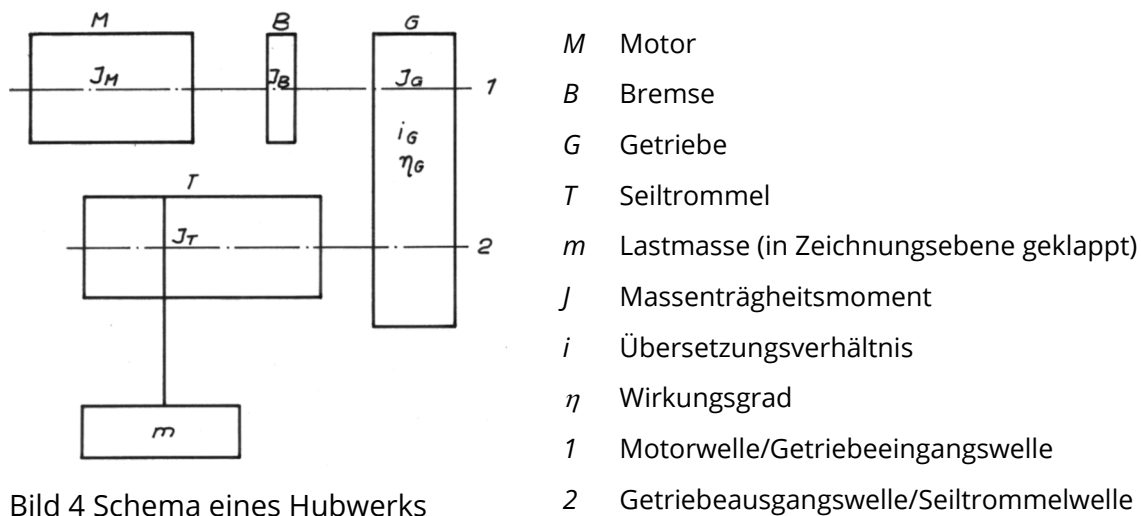 M B G
J_M J_B J_G 1
i_G
η_G
T
J_T 2
m
Bild 4 Schema eines Hubwerks
M Motor
B Bremse
G Getriebe
T Seiltrommel
m Lastmasse (in Zeichnungsebene geklappt)
J Massenträgheitsmoment
i Übersetzungsverhältnis
η Wirkungsgrad
1 Motorwelle/Getriebeeingangswelle
2 Getriebeausgangswelle/Seiltrommelwelle